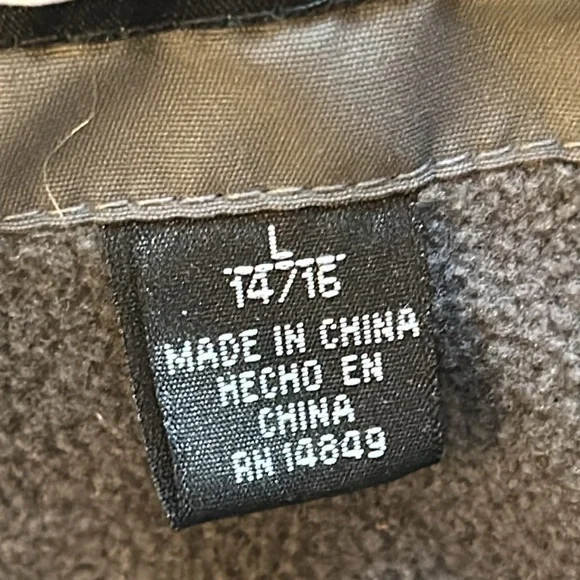 L
14/16
MADE IN CHINA
HECHO EN
CHINA
RN 14849